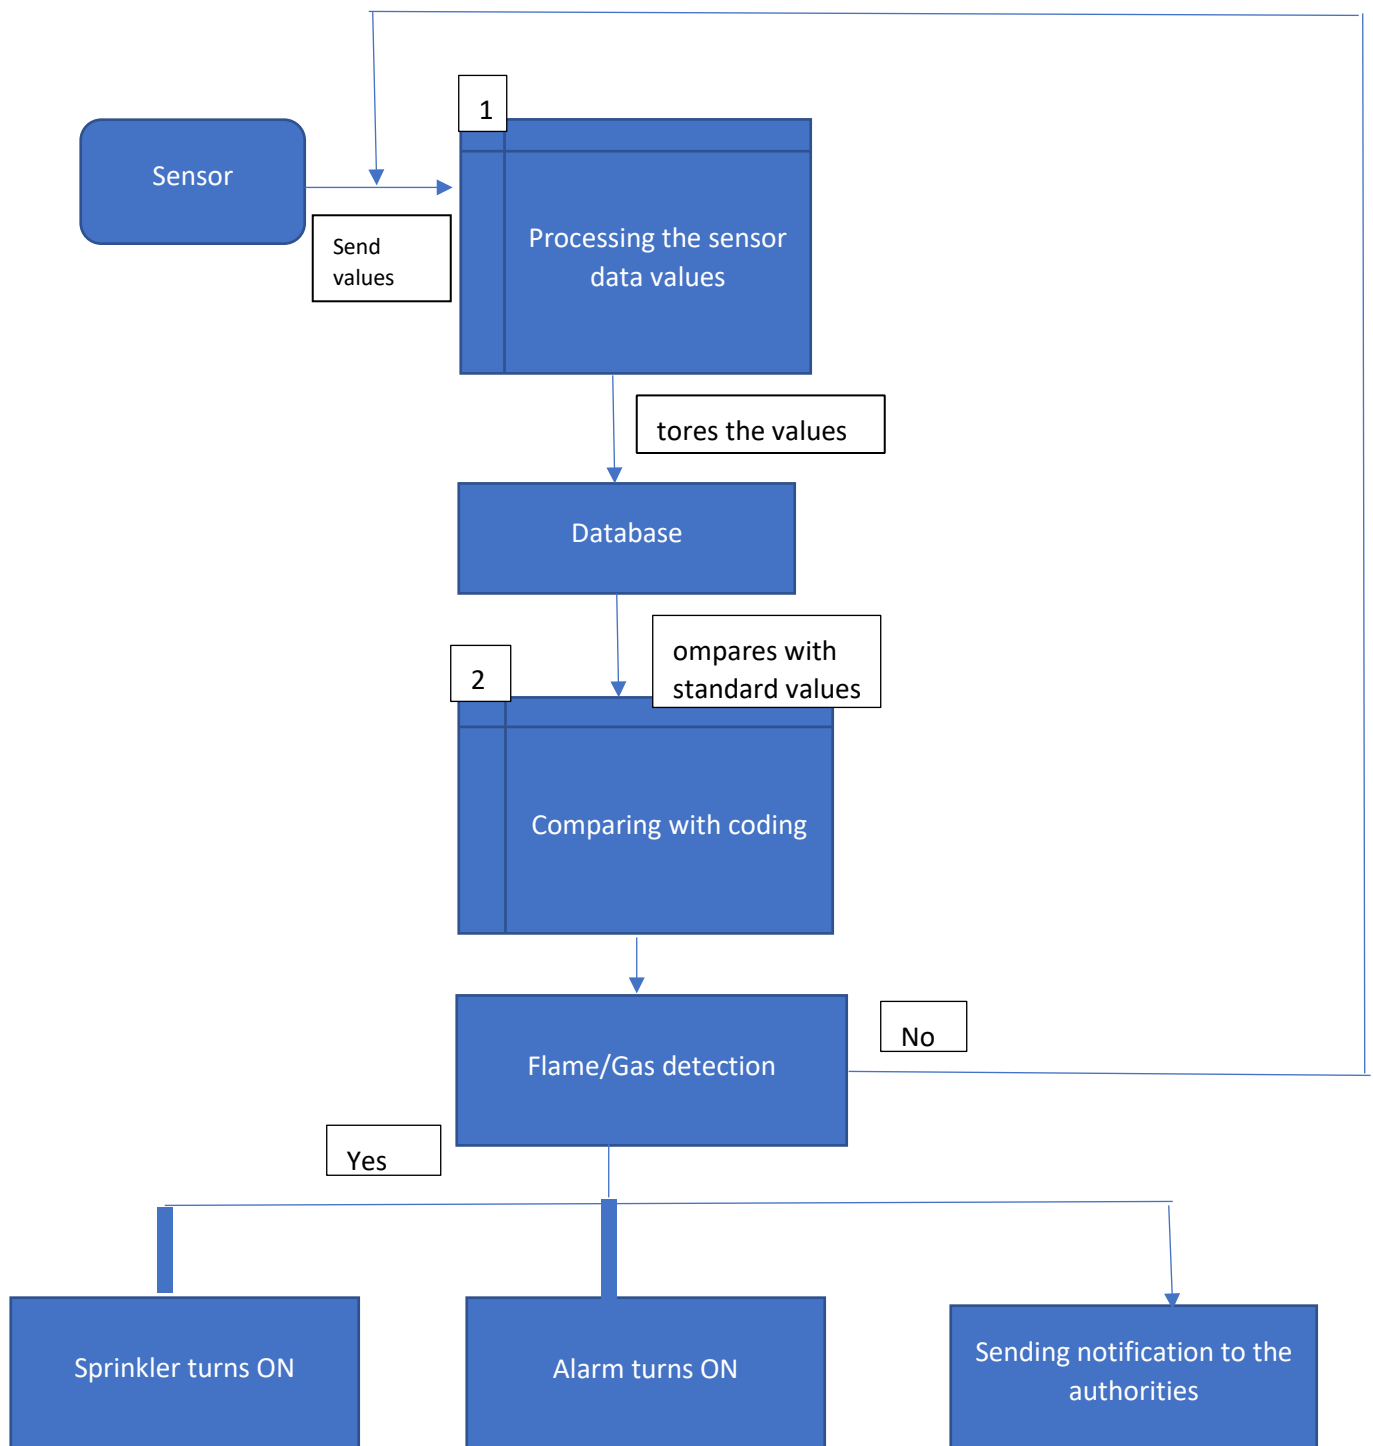 1
Sensor
Send
values
Processing the sensor
data values
tores the values
Database
ompares with
standard values
2
Comparing with coding
No
Flame/Gas detection
Yes
Sprinkler turns ON
Alarm turns ON
Sending notification to the
authorities